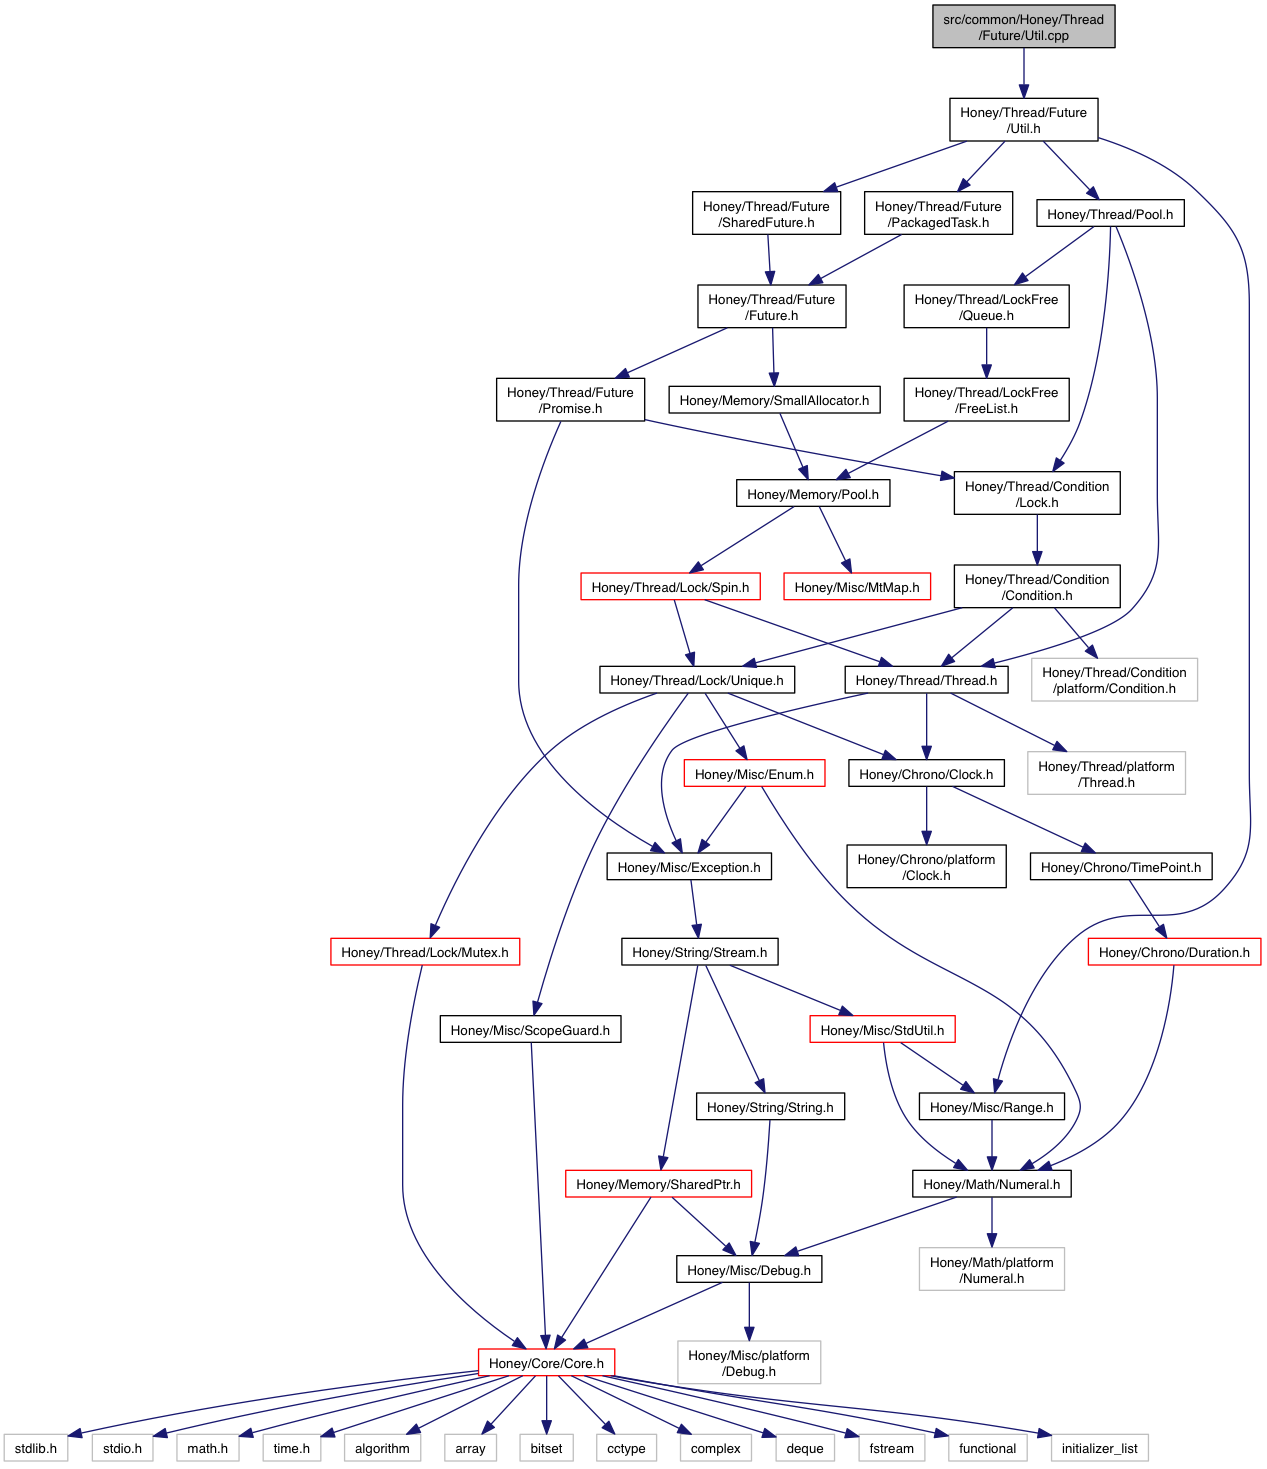 src/common/Honey/Thread
/Future/Util.cpp
Honey/Thread/Future
/Util.h
Honey/Thread/Future
/SharedFuture.h
Honey/Thread/Future
/PackagedTask.h
Honey/Thread/Pool.h
Honey/Thread/Future
/Future.h
Honey/Thread/LockFree
/Queue.h
Honey/Thread/Future
/Promise.h
Honey/Memory/SmallAllocator.h
Honey/Thread/LockFree
/FreeList.h
Honey/Memory/Pool.h
Honey/Thread/Condition
/Lock.h
Honey/Thread/Lock/Spin.h
Honey/Misc/MtMap.h
Honey/Thread/Condition
/Condition.h
Honey/Thread/Lock/Unique.h
Honey/Thread/Thread.h
Honey/Thread/Condition
/platform/Condition.h
Honey/Misc/Enum.h
Honey/Chrono/Clock.h
Honey/Thread/platform
/Thread.h
Honey/Misc/Exception.h
Honey/Chrono/platform
/Clock.h
Honey/Chrono/TimePoint.h
Honey/Thread/Lock/Mutex.h
Honey/String/Stream.h
Honey/Chrono/Duration.h
Honey/Misc/ScopeGuard.h
Honey/Misc/StdUtil.h
Honey/String/String.h
Honey/Misc/Range.h
Honey/Memory/SharedPtr.h
Honey/Math/Numeral.h
Honey/Misc/Debug.h
Honey/Math/platform
/Numeral.h
Honey/Core/Core.h
Honey/Misc/platform
/Debug.h
stdlib.h
stdio.h
math.h
time.h
algorithm
array
bitset
cctype
complex
deque
fstream
functional
initializer_list